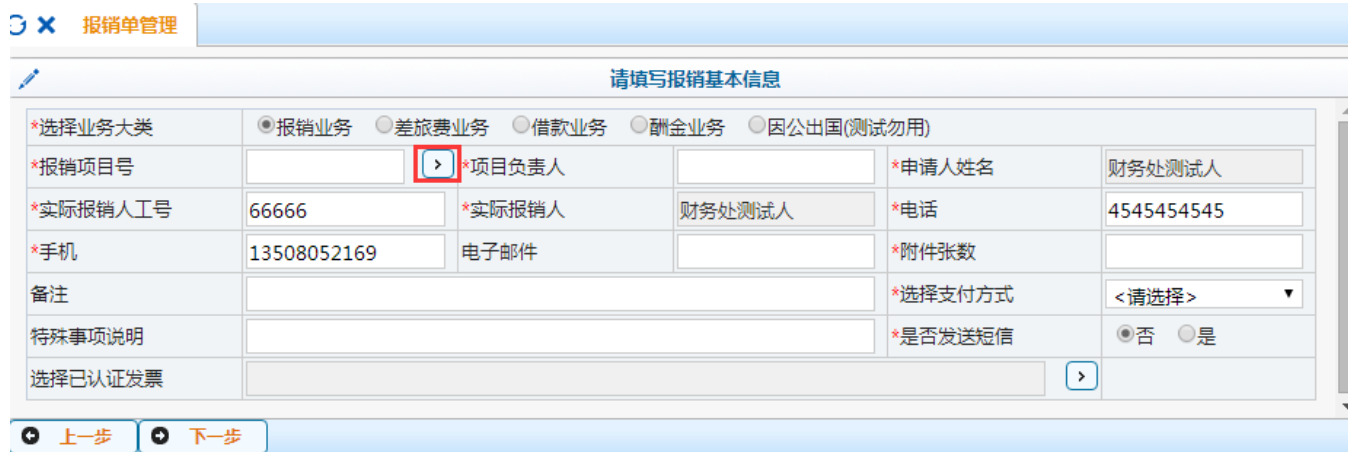 报销单管理
请填写报销基本信息
*选择业务大类 报销业务 差旅费业务 借款业务 酬金业务 因公出国(测试勿用)
*报销项目号 *项目负责人 *申请人姓名 财务处测试人
*实际报销人工号 66666 *实际报销人 财务处测试人 *电话 4545454545
*手机 13508052169 电子邮件 *附件张数
备注 *选择支付方式 <请选择>
特殊事项说明 *是否发送短信 否 是
选择已认证发票
上一步 下一步